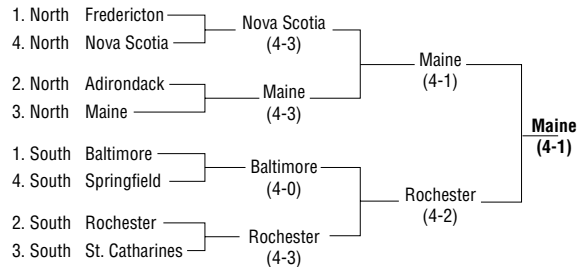 1. North Fredericton
4. North Nova Scotia
Nova Scotia
(4-3)
2. North Adirondack
3. North Maine
Maine
(4-3)
Maine
(4-1)
1. South Baltimore
4. South Springfield
Baltimore
(4-0)
2. South Rochester
3. South St. Catharines
Rochester
(4-3)
Rochester
(4-2)
Maine
(4-1)